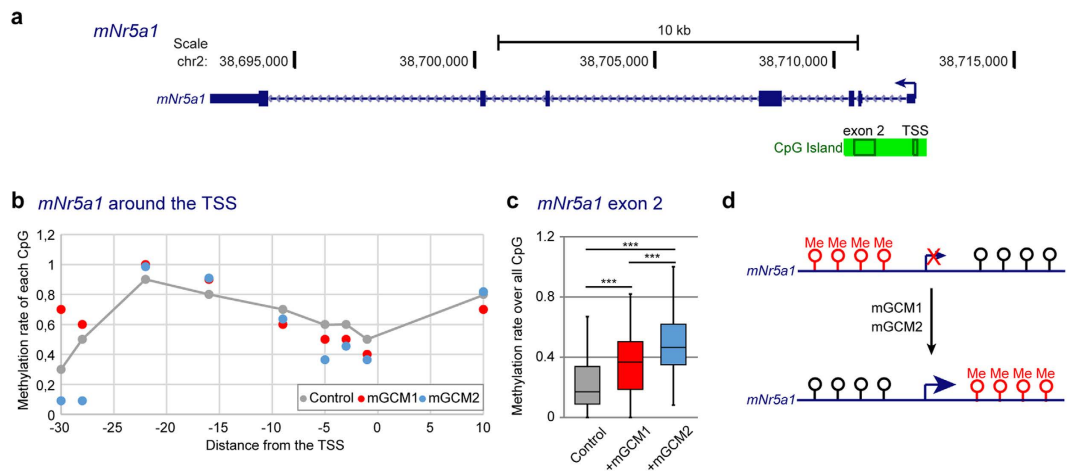 a
mNr5a1
Scale
10 kb
chr2:
38,695,000
38,700,000
38,705,000
38,710,000
38,715,000
mNr5a1
exon 2
TSS
CpG Island
b
mNr5a1 around the TSS
Methylation rate of each CpG
1,2
1
0,8
0,6
0,4
0,2
0
-30
-25
-20
-15
-10
-5
0
5
10
Control
mGCM1
mGCM2
Distance from the TSS
c
mNr5a1 exon 2
Methylation rate over all CpG
1.2
0.8
0.4
0
***
***
***
Control
+mGCM1
+mGCM2
d
Me Me Me Me
X
mNr5a1
mGCM1
mGCM2
Me Me Me Me
mNr5a1